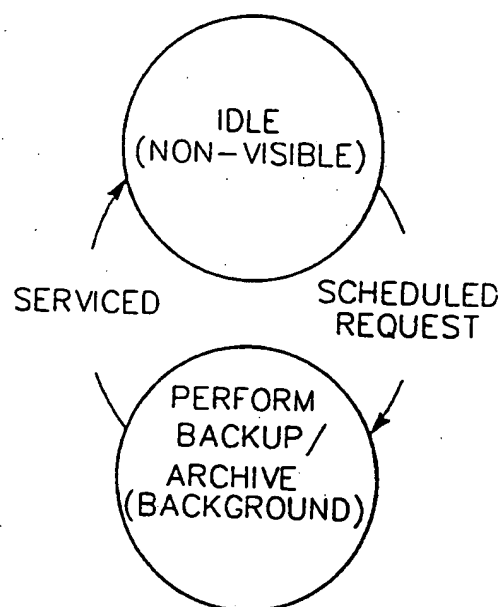 IDLE
(NON-VISIBLE)
SERVICED
SCHEDULED
REQUEST
PERFORM
BACKUP/
ARCHIVE
(BACKGROUND)